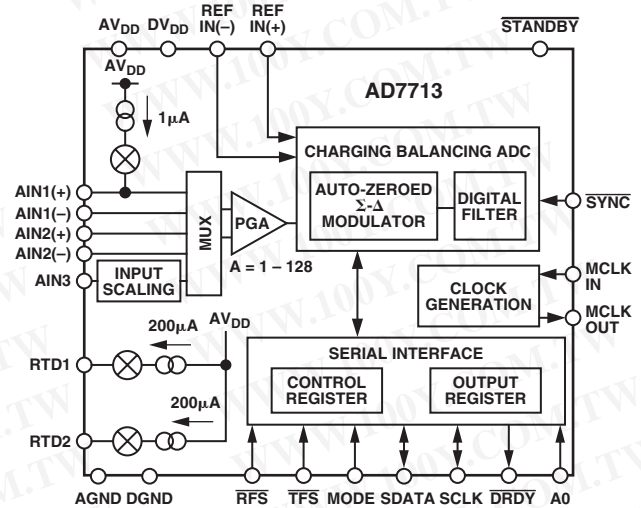 AVDD
DVDD
REF
IN(–)
REF
IN(+)
STANDBY
AVDD
AD7713
1µA
CHARGING BALANCING ADC
AUTO-ZEROED
Σ-Δ
MODULATOR
DIGITAL
FILTER
AIN1(+)
AIN1(–)
AIN2(+)
AIN2(–)
AIN3
INPUT
SCALING
MUX
PGA
A = 1 – 128
SYNC
CLOCK
GENERATION
MCLK
IN
MCLK
OUT
AVDD
200µA
RTD1
200µA
RTD2
SERIAL INTERFACE
CONTROL
REGISTER
OUTPUT
REGISTER
AGND DGND RFS TFS MODE SDATA SCLK DRDY A0
WWW.100Y.COM.TW